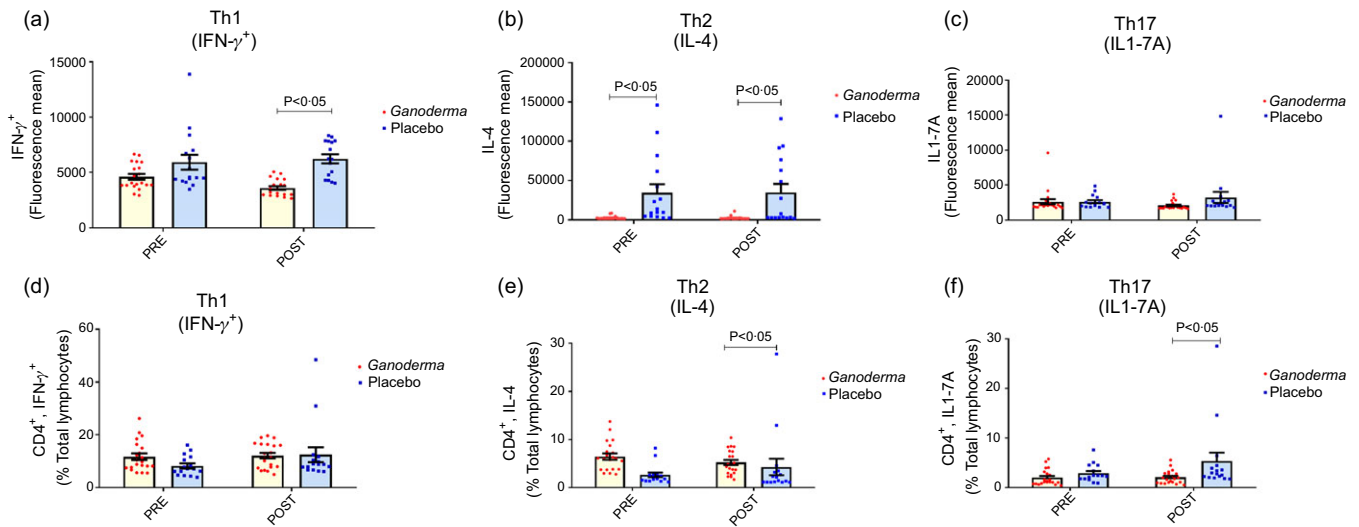 (a)
Th1
(IFN-γ⁺)
IFN-γ⁺
(Fluorescence mean)
15000
10000
5000
0
P<0·05
PRE
POST
Ganoderma
Placebo
(b)
Th2
(IL-4)
IL-4
(Fluorescence mean)
200000
150000
100000
50000
0
P<0·05
P<0·05
PRE
POST
Ganoderma
Placebo
(c)
Th17
(IL1-7A)
IL1-7A
(Fluorescence mean)
20000
15000
10000
5000
0
PRE
POST
Ganoderma
Placebo
(d)
Th1
(IFN-γ⁺)
CD4⁺, IFN-γ⁺
(% Total lymphocytes)
60
40
20
0
PRE
POST
Ganoderma
Placebo
(e)
Th2
(IL-4)
CD4⁺, IL-4
(% Total lymphocytes)
30
20
10
0
P<0·05
PRE
POST
Ganoderma
Placebo
(f)
Th17
(IL1-7A)
CD4⁺, IL1-7A
(% Total lymphocytes)
30
20
10
0
P<0·05
PRE
POST
Ganoderma
Placebo